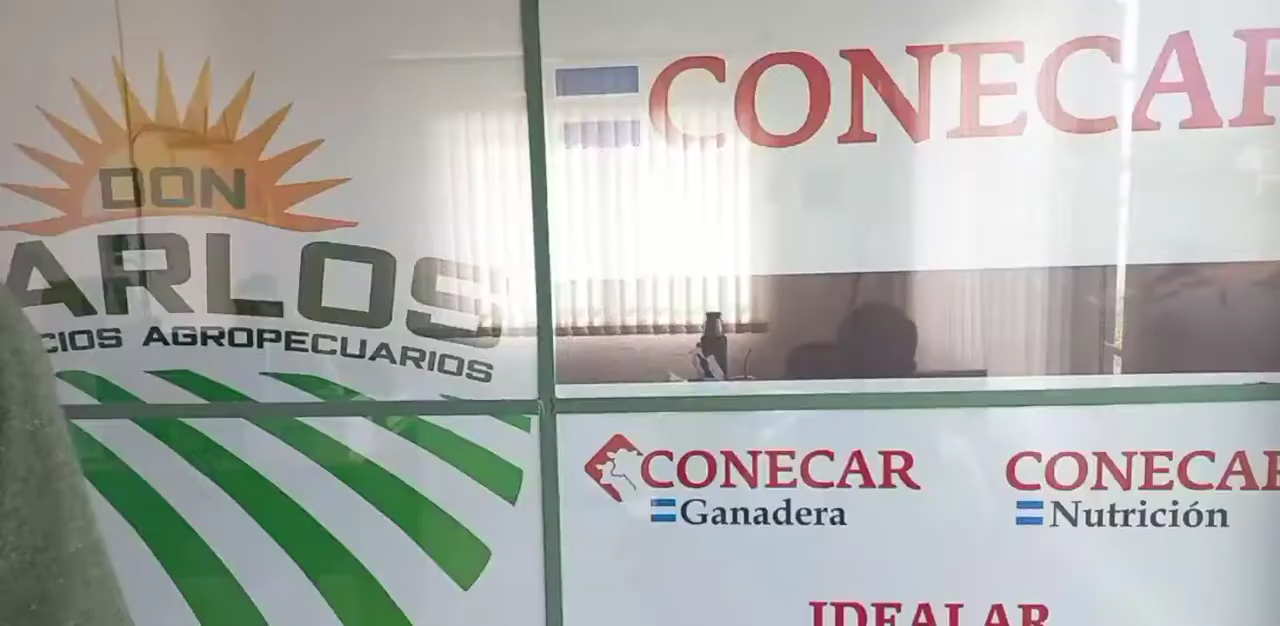 DON
ARLOS
CIOS AGROPECUARIOS
CONECAR
CONECAR
Ganadera
CONECAR
Nutrición
IDEALAR